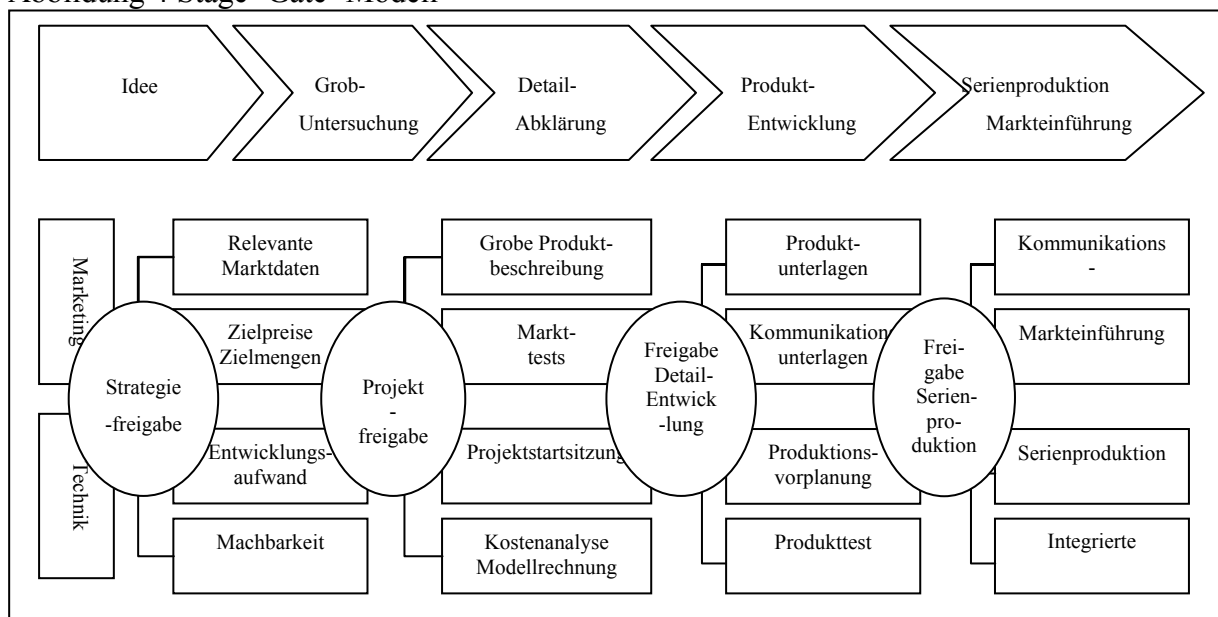 Abbildung 4 Stage- Gate- Modell
Idee
Grob-
Untersuchung
Detail-
Abklärung
Produkt-
Entwicklung
Serienproduktion
Markteinführung
Marketing
Technik
Strategie
-freigabe
Relevante
Marktdaten
Zielpreise
Zielmengen
Entwicklungs-
aufwand
Machbarkeit
Projekt
-
freigabe
Grobe Produkt-
beschreibung
Markt-
tests
Projektstartsitzung
Kostenanalyse
Modellrechnung
Freigabe
Detail-
Entwick
-lung
Produkt-
unterlagen
Kommunikations
unterlagen
Produktions-
vorplanung
Produkttest
Frei-
gabe
Serien-
pro-
duktion
Kommunikations
-
Markteinführung
Serienproduktion
Integrierte